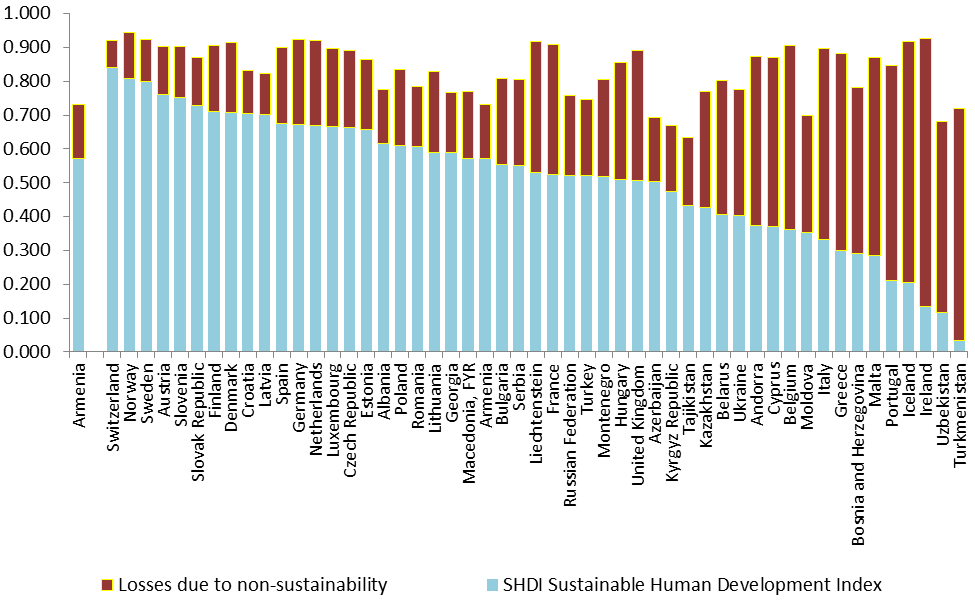 1.000
0.900
0.800
0.700
0.600
0.500
0.400
0.300
0.200
0.100
0.000
Armenia
Switzerland
Norway
Sweden
Austria
Slovenia
Slovak Republic
Finland
Denmark
Croatia
Latvia
Spain
Germany
Netherlands
Luxembourg
Czech Republic
Estonia
Albania
Poland
Romania
Lithuania
Georgia
Macedonia, FYR
Armenia
Bulgaria
Serbia
Liechtenstein
France
Russian Federation
Turkey
Montenegro
Hungary
United Kingdom
Azerbaijan
Kyrgyz Republic
Tajikistan
Kazakhstan
Belarus
Ukraine
Andorra
Cyprus
Belgium
Moldova
Italy
Greece
Bosnia and Herzegovina
Malta
Portugal
Iceland
Ireland
Uzbekistan
Turkmenistan
Losses due to non-sustainability
SHDI Sustainable Human Development Index